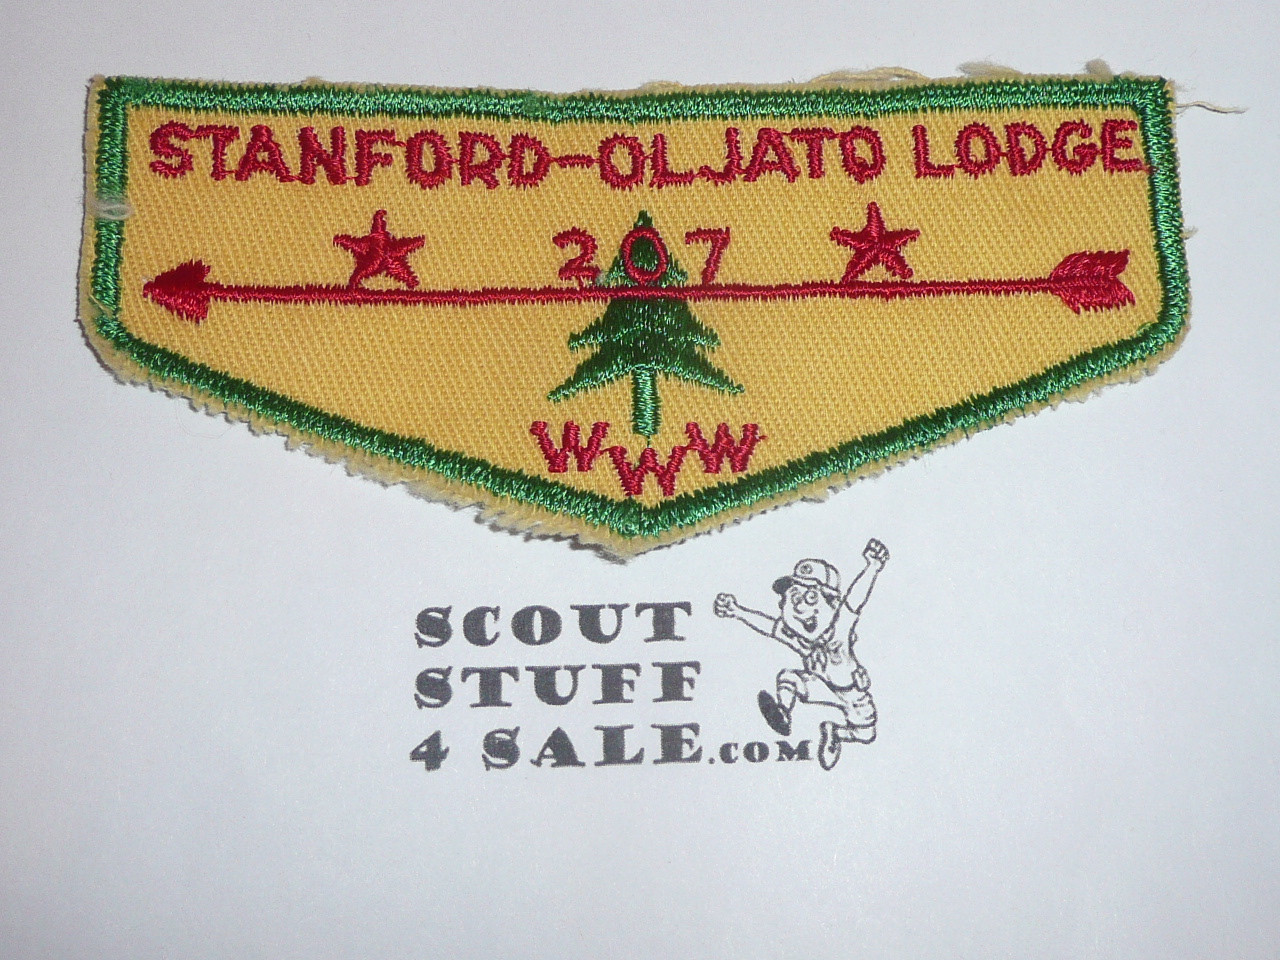 STANFORD-OLJATO LODGE
207
WWW
SCOUT
STUFF
4 SALE.COM